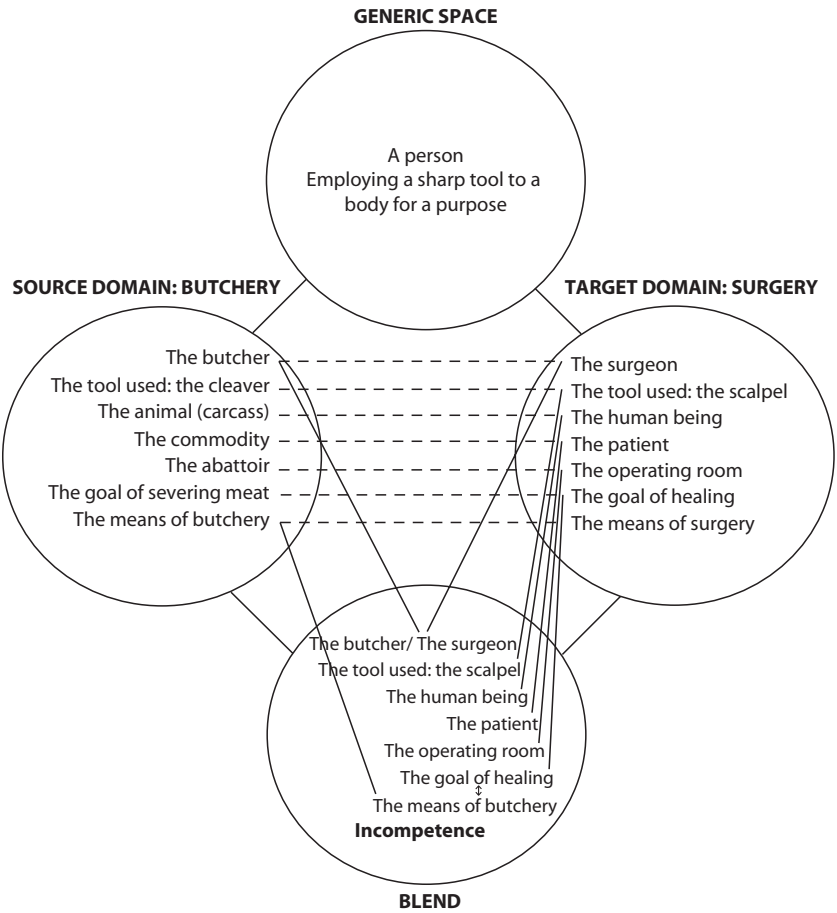 GENERIC SPACE
A person
Employing a sharp tool to a
body for a purpose
SOURCE DOMAIN: BUTCHERY
TARGET DOMAIN: SURGERY
The butcher
The tool used: the cleaver
The animal (carcass)
The commodity
The abattoir
The goal of severing meat
The means of butchery
The surgeon
The tool used: the scalpel
The human being
The patient
The operating room
The goal of healing
The means of surgery
The butcher/ The surgeon
The tool used: the scalpel
The human being
The patient
The operating room
The goal of healing
↕
The means of butchery
Incompetence
BLEND